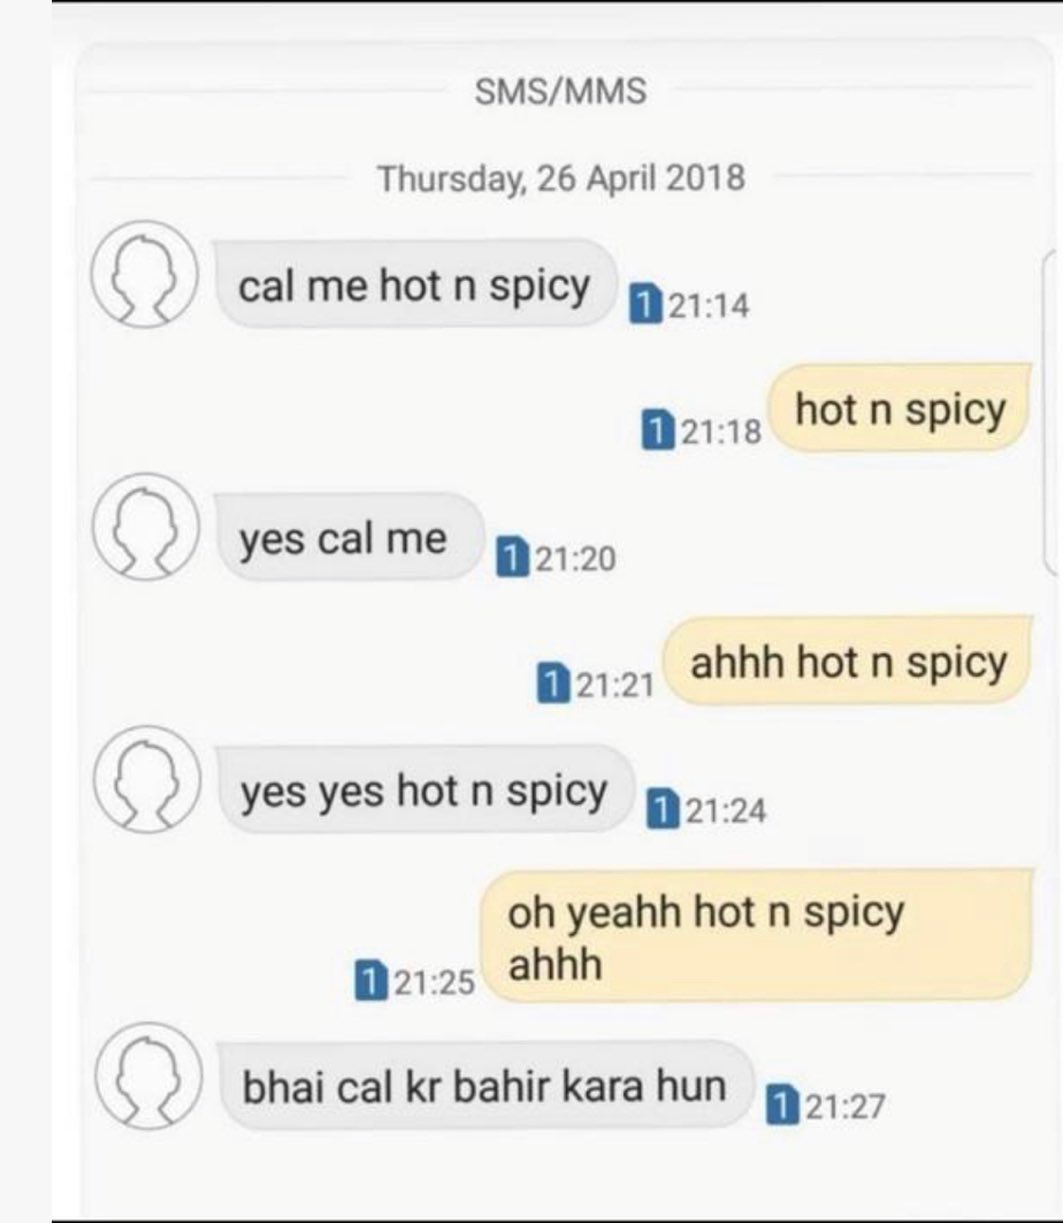 SMS/MMS
Thursday, 26 April 2018
cal me hot n spicy
1 21:14
hot n spicy
1 21:18
yes cal me
1 21:20
ahhh hot n spicy
1 21:21
yes yes hot n spicy
1 21:24
oh yeahh hot n spicy
ahhh
1 21:25
bhai cal kr bahir kara hun
1 21:27